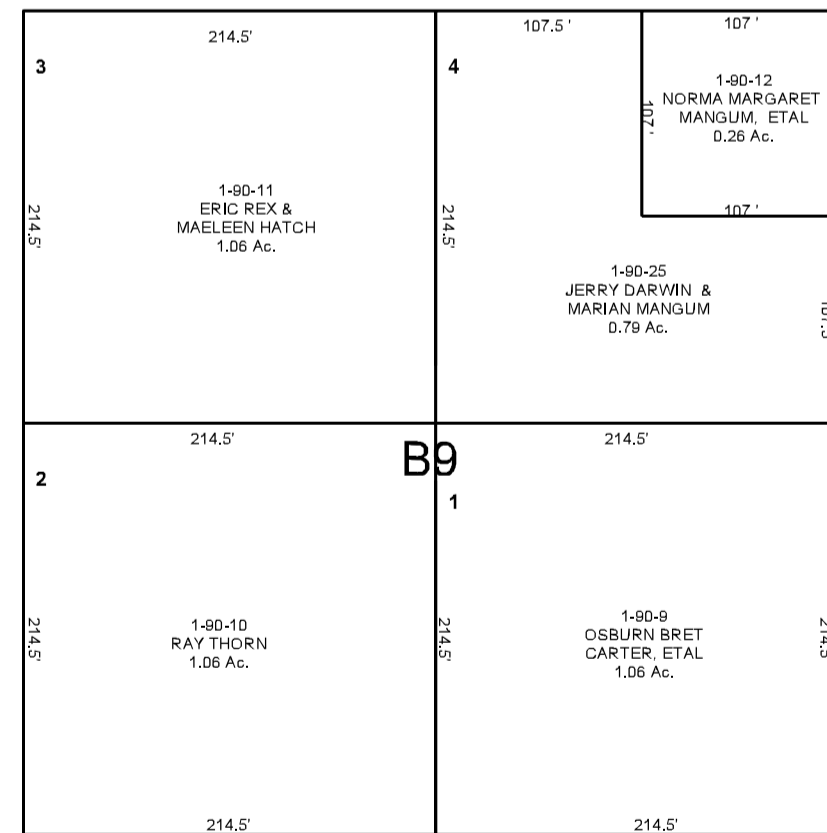 214.5'
3
214.5'
1-90-11
ERIC REX &
MAELEEN HATCH
1.06 Ac.
107.5 '
107 '
4
107 '
1-90-12
NORMA MARGARET
MANGUM, ETAL
0.26 Ac.
107 '
214.5'
1-90-25
JERRY DARWIN &
MARIAN MANGUM
0.79 Ac.
107.5
214.5'
214.5'
B9
2
1
214.5'
1-90-10
RAY THORN
1.06 Ac.
214.5'
1-90-9
OSBURN BRET
CARTER, ETAL
1.06 Ac.
214.5
214.5'
214.5'